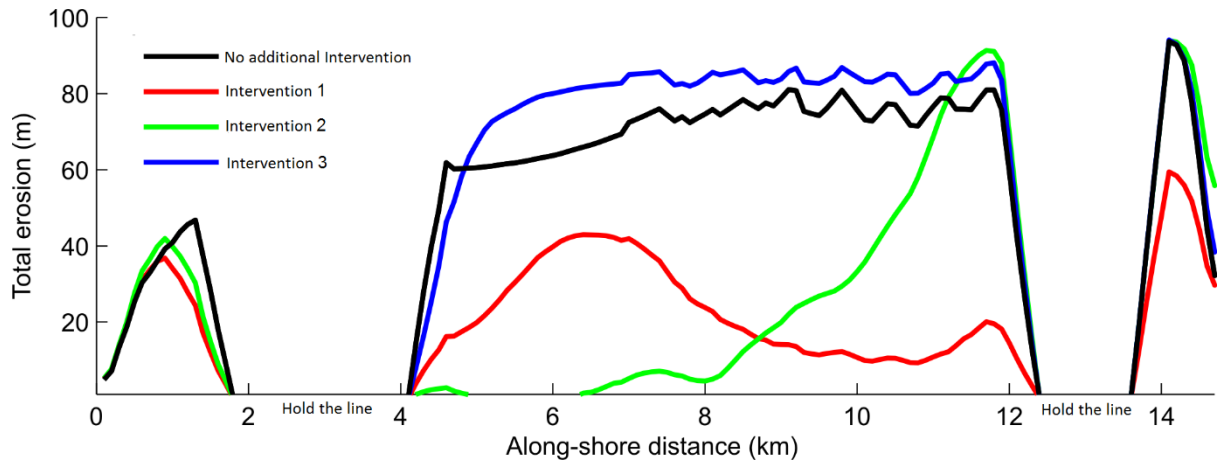 Total erosion (m)
100
80
60
40
20
No additional Intervention
Intervention 1
Intervention 2
Intervention 3
0
2
Hold the line
4
6
8
10
12
Hold the line
14
Along-shore distance (km)